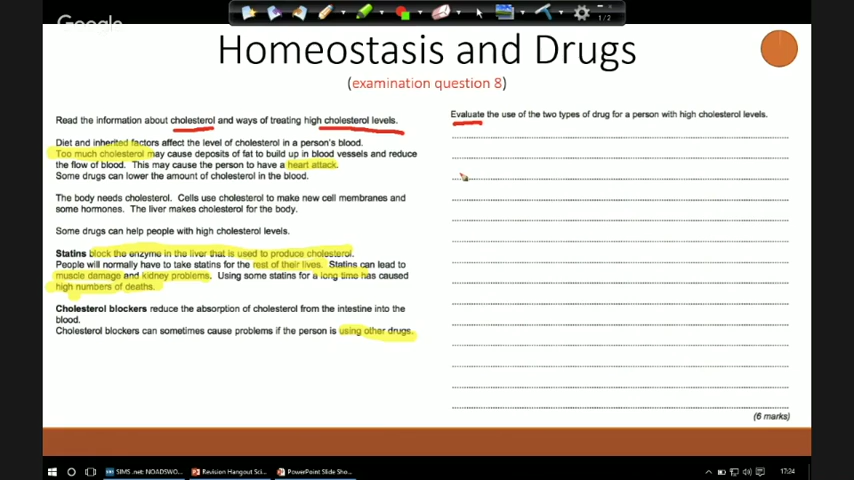 Google
1/2
Homeostasis and Drugs
(examination question 8)
Read the information about cholesterol and ways of treating high cholesterol levels.
Diet and inherited factors affect the level of cholesterol in a person's blood.
Too much cholesterol may cause deposits of fat to build up in blood vessels and reduce
the flow of blood. This may cause the person to have a heart attack.
Some drugs can lower the amount of cholesterol in the blood.
The body needs cholesterol. Cells use cholesterol to make new cell membranes and
some hormones. The liver makes cholesterol for the body.
Some drugs can help people with high cholesterol levels.
Statins block the enzyme in the liver that is used to produce cholesterol.
People will normally have to take statins for the rest of their lives. Statins can lead to
muscle damage and kidney problems. Using some statins for a long time has caused
high numbers of deaths.
Cholesterol blockers reduce the absorption of cholesterol from the intestine into the
blood.
Cholesterol blockers can sometimes cause problems if the person is using other drugs.
Evaluate the use of the two types of drug for a person with high cholesterol levels.
(6 marks)
SIMS .net: NOADSWO...
Revision Hangout Sci...
PowerPoint Slide Sho...
17:24